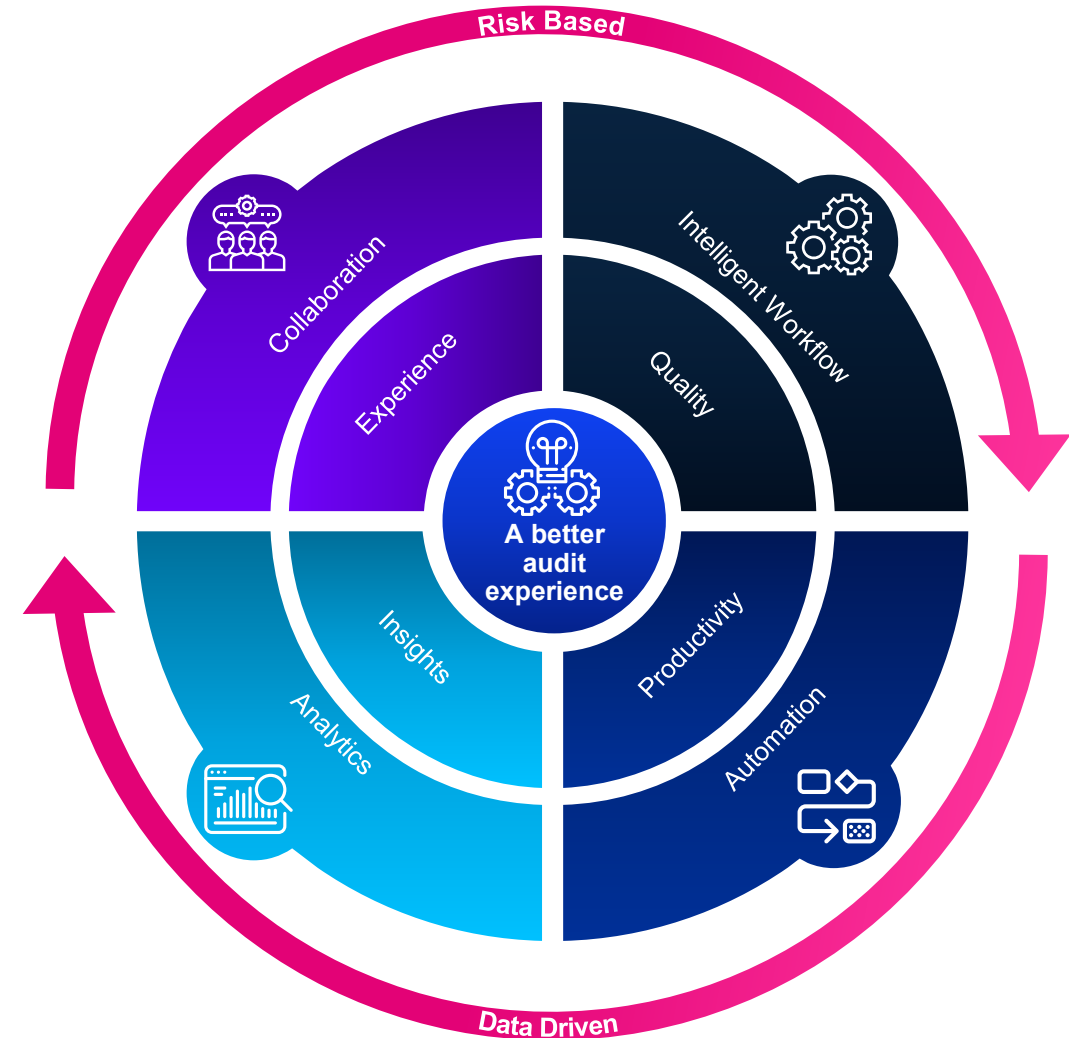 Risk Based
Collaboration
Intelligent Workflow
Experience
Quality
A better
audit
experience
Insights
Productivity
Analytics
Automation
Data Driven